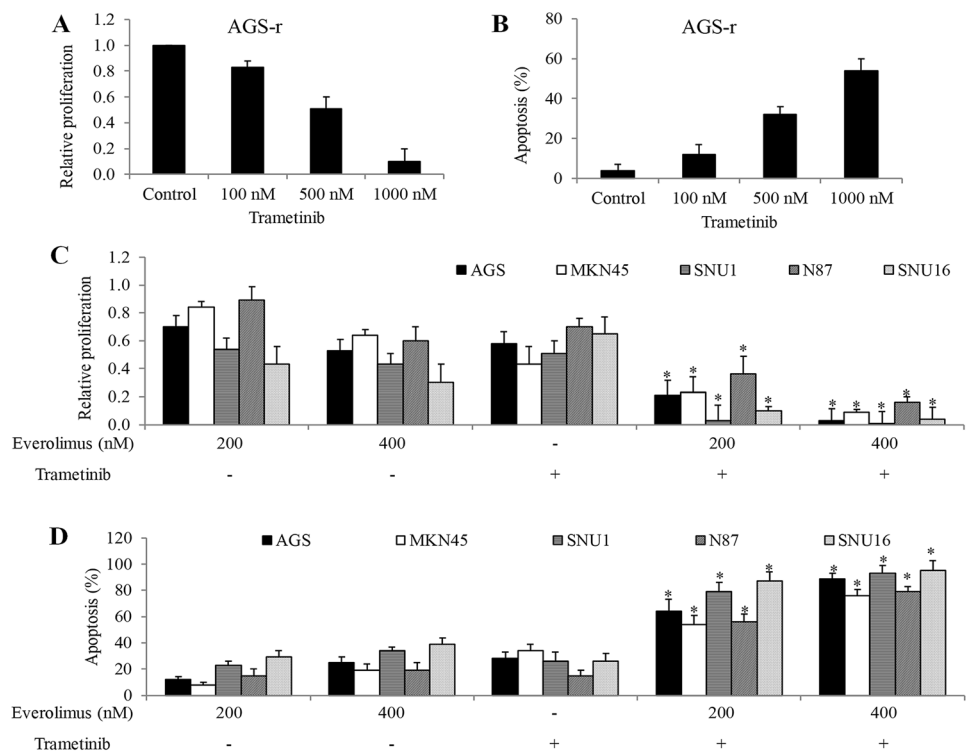 A
AGS-r
Relative proliferation
1.2
1.0
0.8
0.6
0.4
0.2
0.0
Control 100 nM 500 nM 1000 nM
Trametinib
B
AGS-r
Apoptosis (%)
80
60
40
20
0
Control 100 nM 500 nM 1000 nM
Trametinib
C
AGS MKN45 SNU1 N87 SNU16
Relative proliferation
1.2
1.0
0.8
0.6
0.4
0.2
0.0
* * * * *
* * * * *
Everolimus (nM) 200 400 - 200 400
Trametinib - - + + +
D
AGS MKN45 SNU1 N87 SNU16
Apoptosis (%)
120
100
80
60
40
20
0
* * * * *
* * * * *
Everolimus (nM) 200 400 - 200 400
Trametinib - - + + +